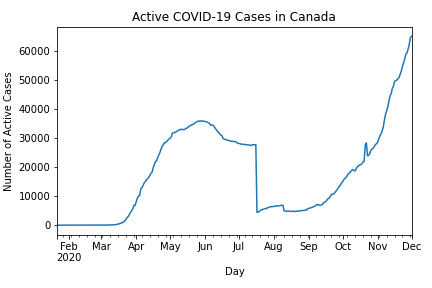 Active COVID-19 Cases in Canada
Number of Active Cases
60000
50000
40000
30000
20000
10000
0
Feb Mar Apr May Jun Jul Aug Sep Oct Nov Dec
2020
Day